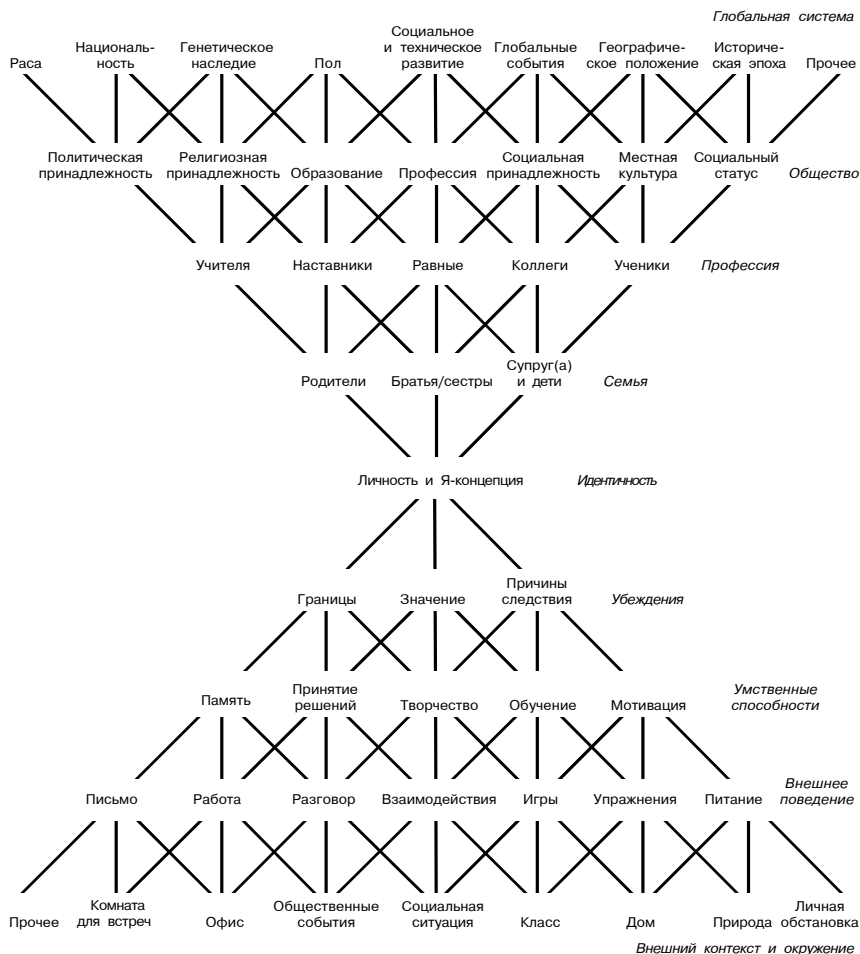 Глобальная система
Раса
Националь-
ность
Генетическое
наследие
Пол
Социальное
и техническое
развитие
Глобальные
события
Географиче-
ское положение
Историче-
ская эпоха
Прочее
Политическая
принадлежность
Религиозная
принадлежность
Образование
Профессия
Социальная
принадлежность
Местная
культура
Социальный
статус
Общество
Учителя
Наставники
Равные
Коллеги
Ученики
Профессия
Родители
Братья/сестры
Супруг(а)
и дети
Семья
Личность и Я-концепция
Идентичность
Границы
Значение
Причины
следствия
Убеждения
Память
Принятие
решений
Творчество
Обучение
Мотивация
Умственные
способности
Письмо
Работа
Разговор
Взаимодействия
Игры
Упражнения
Питание
Внешнее
поведение
Прочее
Комната
для встреч
Офис
Общественные
события
Социальная
ситуация
Класс
Дом
Природа
Личная
обстановка
Внешний контекст и окружение